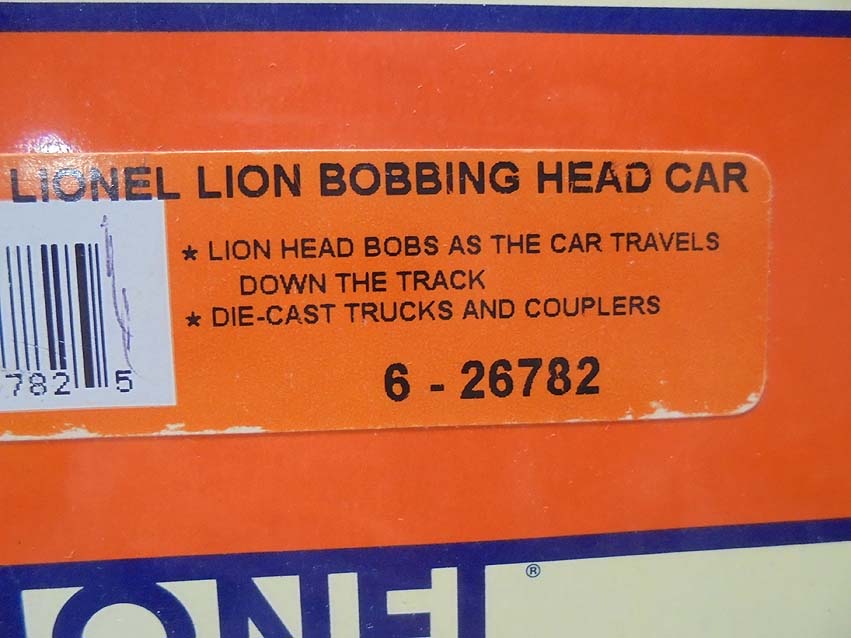 LIONEL LION BOBBING HEAD CAR
* LION HEAD BOBS AS THE CAR TRAVELS
DOWN THE TRACK
* DIE-CAST TRUCKS AND COUPLERS
782 5
6 - 26782
ONEL ®